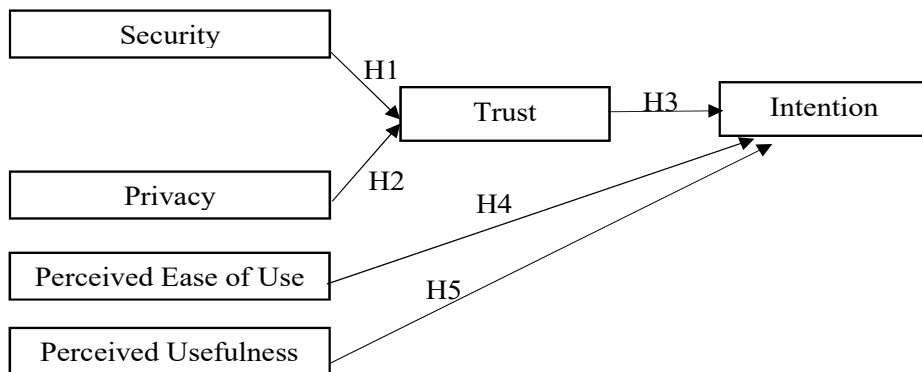 Security
H1
Trust
H3
Intention
H2
Privacy
H4
Perceived Ease of Use
H5
Perceived Usefulness